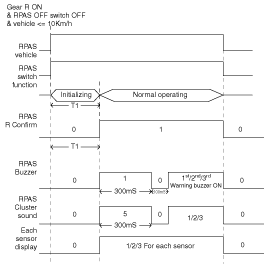 Gear R ON
& RPAS OFF switch OFF
& vehicle <= 10Km/h
RPAS
vehicle
RPAS
switch
function
Initializing
Normal operating
T1
RPAS
R Confirm
0
1
0
T1
RPAS
Buzzer
0
1
0
1st/2nd/3rd
Warning buzzer ON
0
300mS
RPAS
Cluster
sound
0
5
0
1/2/3
0
300mS
Each
sensor
display
0
1/2/3 For each sensor
0